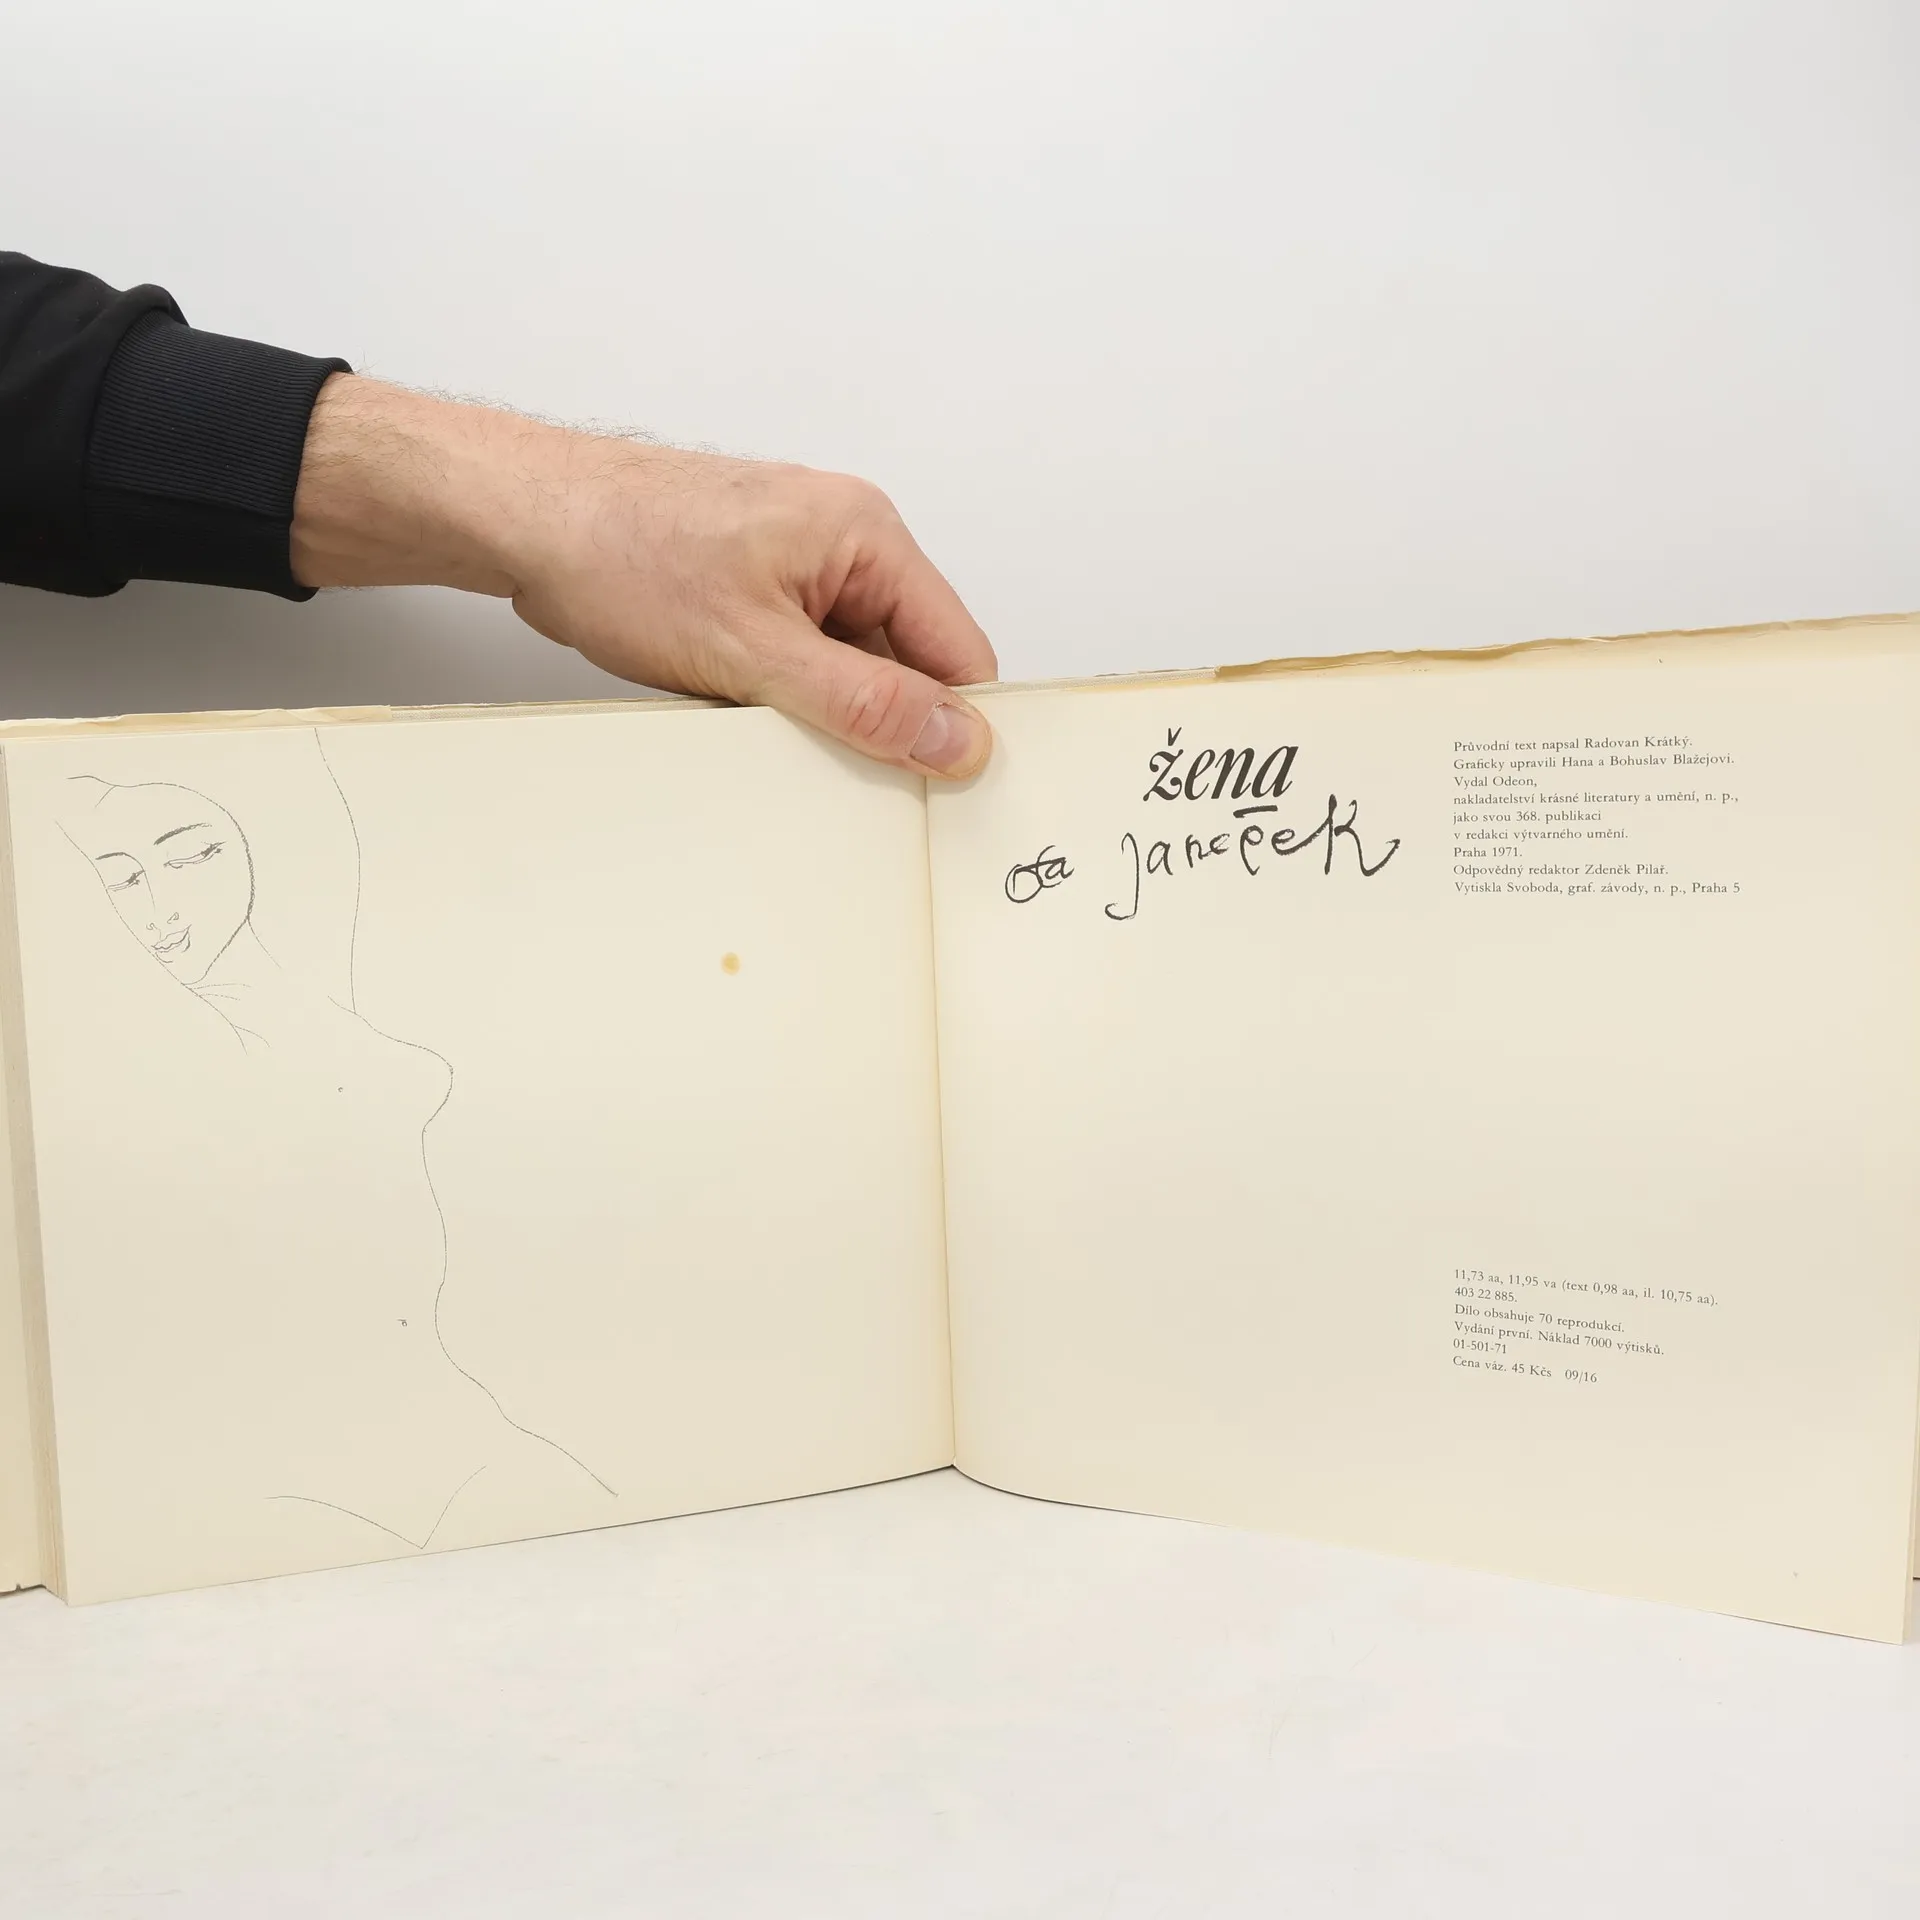 žena
Ota Janeček
Průvodní text napsal Radovan Krátký.
Graficky upravili Hana a Bohuslav Blažejovi.
Vydal Odeon,
nakladatelství krásné literatury a umění, n. p.,
jako svou 368. publikaci
v redakci výtvarného umění.
Praha 1971.
Odpovědný redaktor Zdeněk Pilař.
Vytiskla Svoboda, graf. závody, n. p., Praha 5
11,73 aa, 11,95 va (text 0,98 aa, il. 10,75 aa).
403 22 885.
Dílo obsahuje 70 reprodukcí.
Vydání první. Náklad 7000 výtisků.
01-501-71
Cena váz. 45 Kčs 09/16